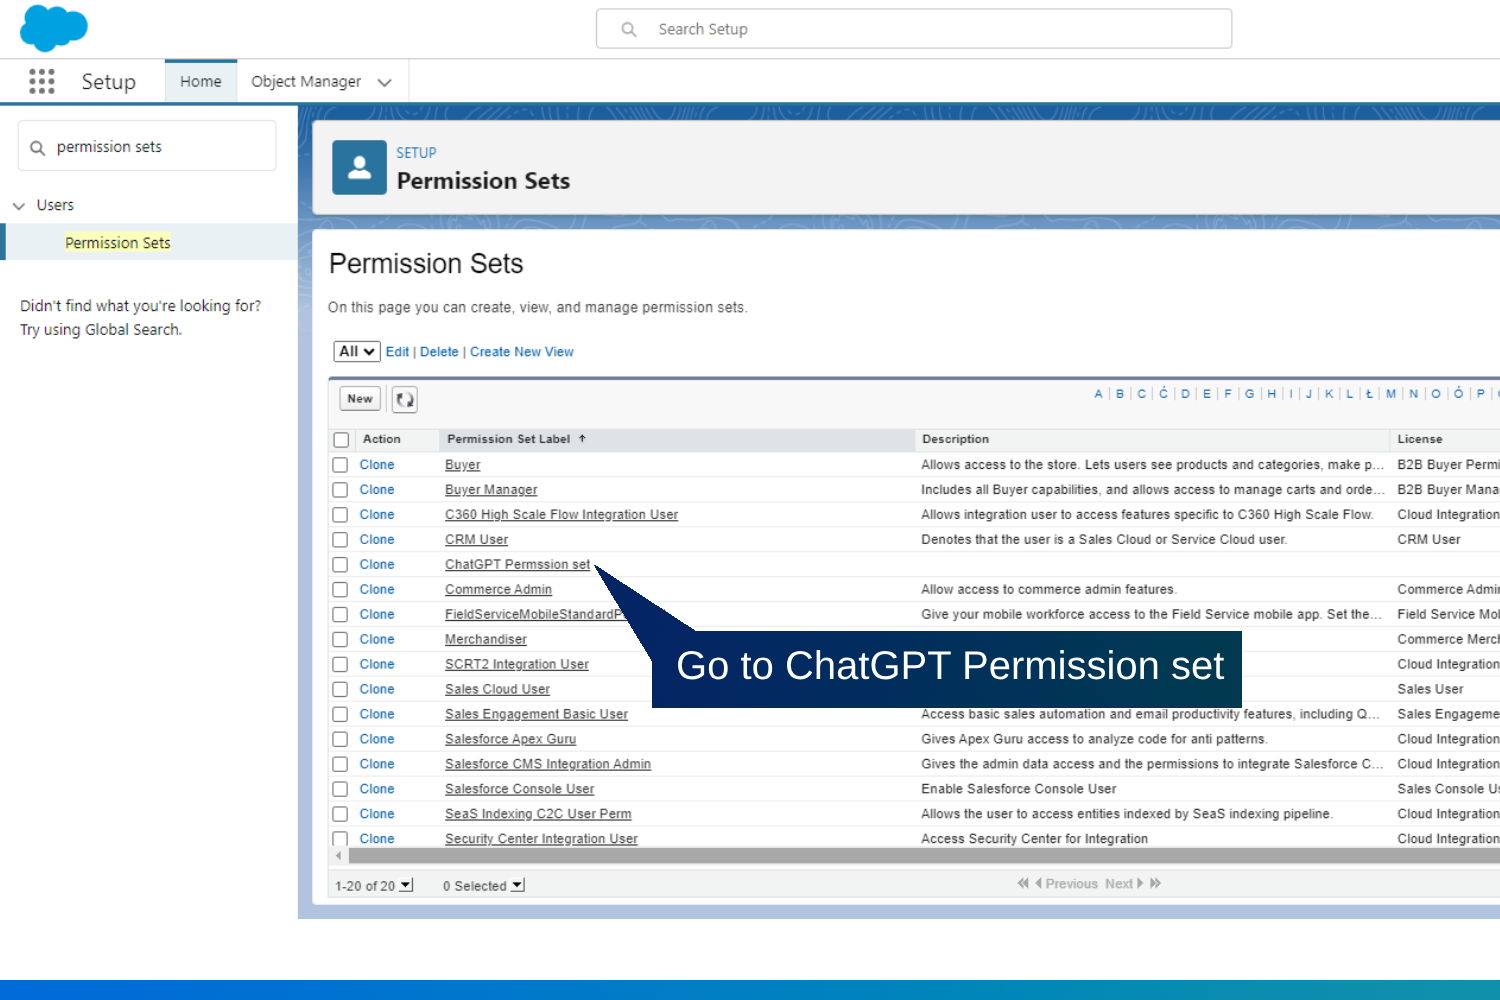 Search Setup
Setup Home Object Manager
permission sets
Users
Permission Sets
Didn't find what you're looking for?
Try using Global Search.
SETUP
Permission Sets
Permission Sets
On this page you can create, view, and manage permission sets.
All Edit | Delete | Create New View
New A | B | C | Ć | D | E | F | G | H | I | J | K | L | Ł | M | N | O | Ó | P |
Action Permission Set Label ↑ Description License
Clone Buyer Allows access to the store. Lets users see products and categories, make p... B2B Buyer Permi
Clone Buyer Manager Includes all Buyer capabilities, and allows access to manage carts and orde... B2B Buyer Mana
Clone C360 High Scale Flow Integration User Allows integration user to access features specific to C360 High Scale Flow. Cloud Integration
Clone CRM User Denotes that the user is a Sales Cloud or Service Cloud user. CRM User
Clone ChatGPT Permssion set
Clone Commerce Admin Allow access to commerce admin features. Commerce Admin
Clone FieldServiceMobileStandardP Give your mobile workforce access to the Field Service mobile app. Set the... Field Service Mo
Clone Merchandiser Commerce Merch
Clone SCRT2 Integration User Cloud Integration
Go to ChatGPT Permission set
Clone Sales Cloud User Sales User
Clone Sales Engagement Basic User Access basic sales automation and email productivity features, including Q... Sales Engageme
Clone Salesforce Apex Guru Gives Apex Guru access to analyze code for anti patterns. Cloud Integration
Clone Salesforce CMS Integration Admin Gives the admin data access and the permissions to integrate Salesforce C... Cloud Integration
Clone Salesforce Console User Enable Salesforce Console User Sales Console Us
Clone SeaS Indexing C2C User Perm Allows the user to access entities indexed by SeaS indexing pipeline. Cloud Integration
Clone Security Center Integration User Access Security Center for Integration Cloud Integration
1-20 of 20 0 Selected Previous Next